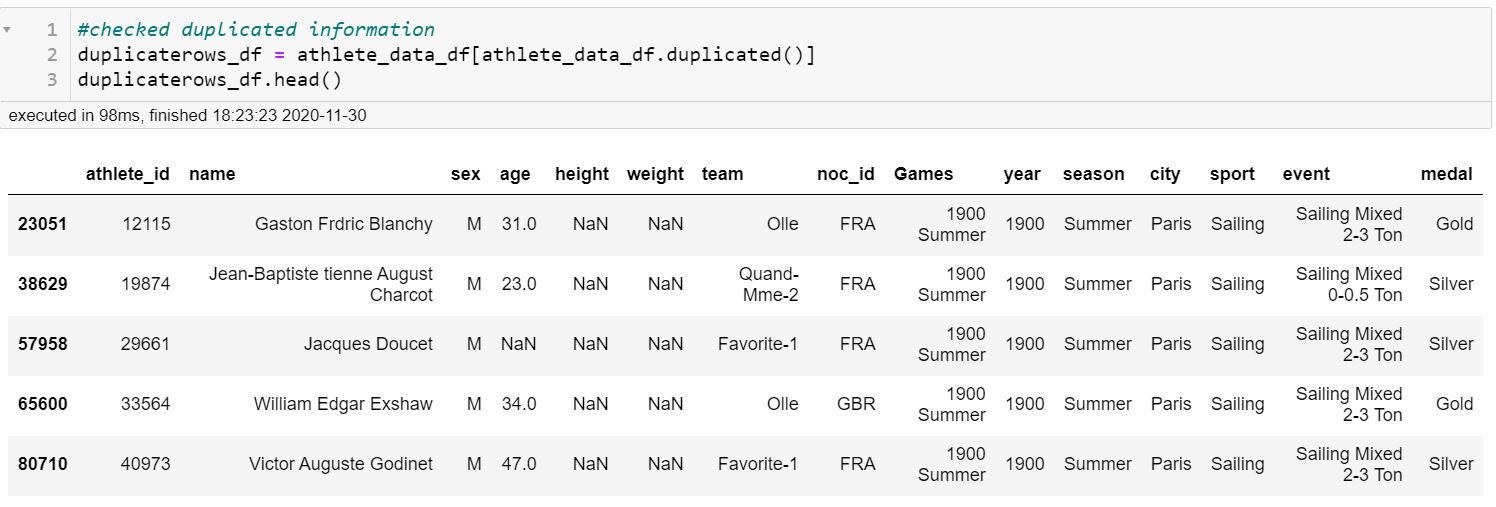 1 #checked duplicated information
2 duplicaterows_df = athlete_data_df[athlete_data_df.duplicated()]
3 duplicaterows_df.head()
executed in 98ms, finished 18:23:23 2020-11-30
athlete_id name sex age height weight team noc_id Games year season city sport event medal
23051 12115 Gaston Frdric Blanchy M 31.0 NaN NaN Olle FRA 1900 Summer 1900 Summer Paris Sailing Sailing Mixed 2-3 Ton Gold
38629 19874 Jean-Baptiste tienne August Charcot M 23.0 NaN NaN Quand-Mme-2 FRA 1900 Summer 1900 Summer Paris Sailing Sailing Mixed 0-0.5 Ton Silver
57958 29661 Jacques Doucet M NaN NaN NaN Favorite-1 FRA 1900 Summer 1900 Summer Paris Sailing Sailing Mixed 2-3 Ton Silver
65600 33564 William Edgar Exshaw M 34.0 NaN NaN Olle GBR 1900 Summer 1900 Summer Paris Sailing Sailing Mixed 2-3 Ton Gold
80710 40973 Victor Auguste Godinet M 47.0 NaN NaN Favorite-1 FRA 1900 Summer 1900 Summer Paris Sailing Sailing Mixed 2-3 Ton Silver